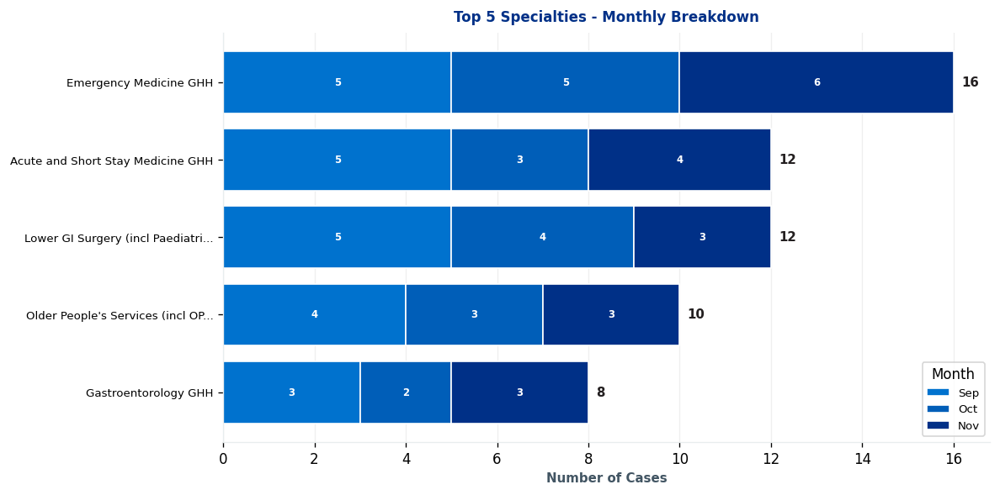 Top 5 Specialties - Monthly Breakdown
Emergency Medicine GHH 5 5 6 16
Acute and Short Stay Medicine GHH 5 3 4 12
Lower GI Surgery (incl Paediatri... 5 4 3 12
Older People's Services (incl OP... 4 3 3 10
Gastroentorology GHH 3 2 3 8
Month
Sep
Oct
Nov
0 2 4 6 8 10 12 14 16
Number of Cases